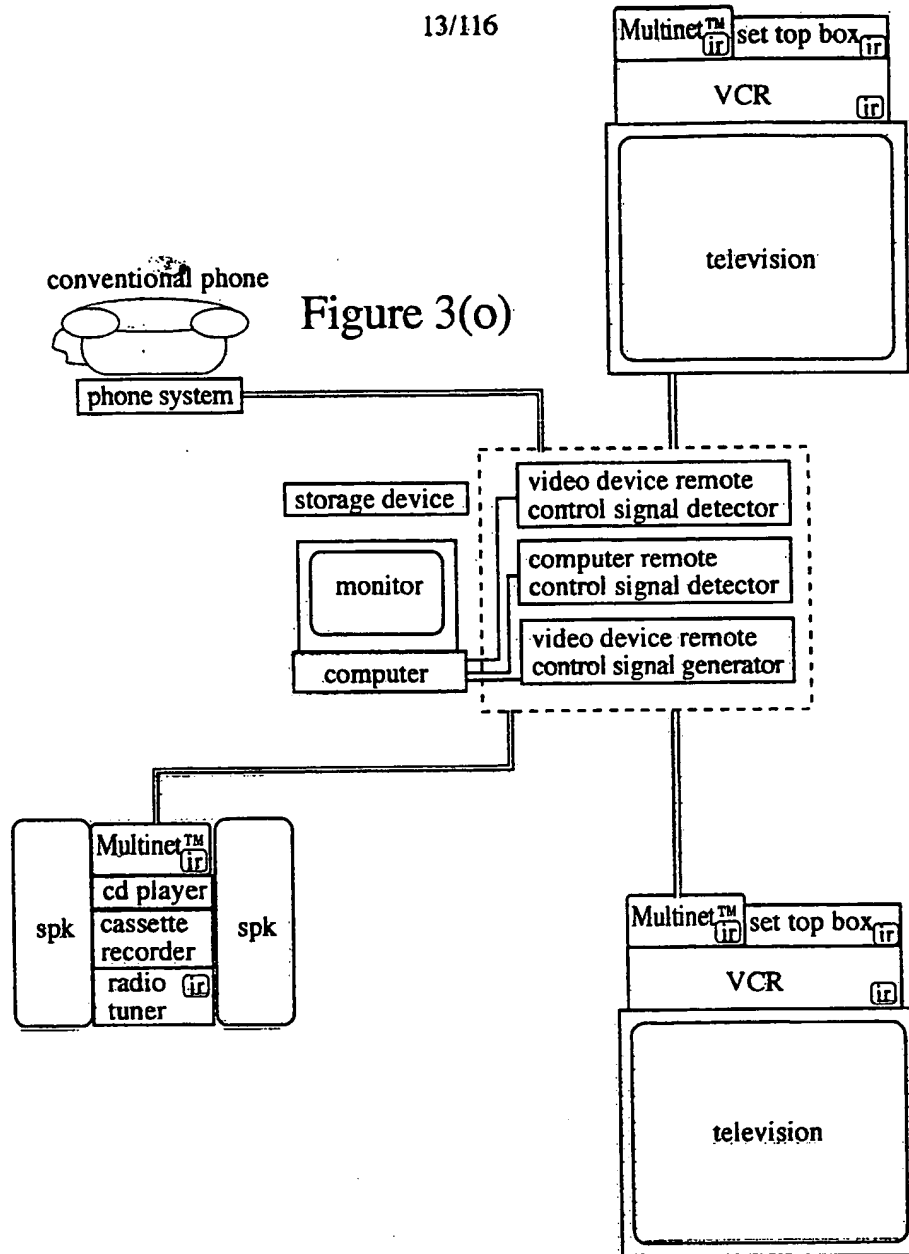 13/116
Multinet™
ir
set top box
ir
VCR
ir
television
conventional phone
Figure 3(o)
phone system
storage device
video device remote
control signal detector
computer remote
control signal detector
video device remote
control signal generator
monitor
computer
Multinet™
ir
cd player
cassette
recorder
radio
ir
tuner
spk
spk
Multinet™
ir
set top box
ir
VCR
ir
television